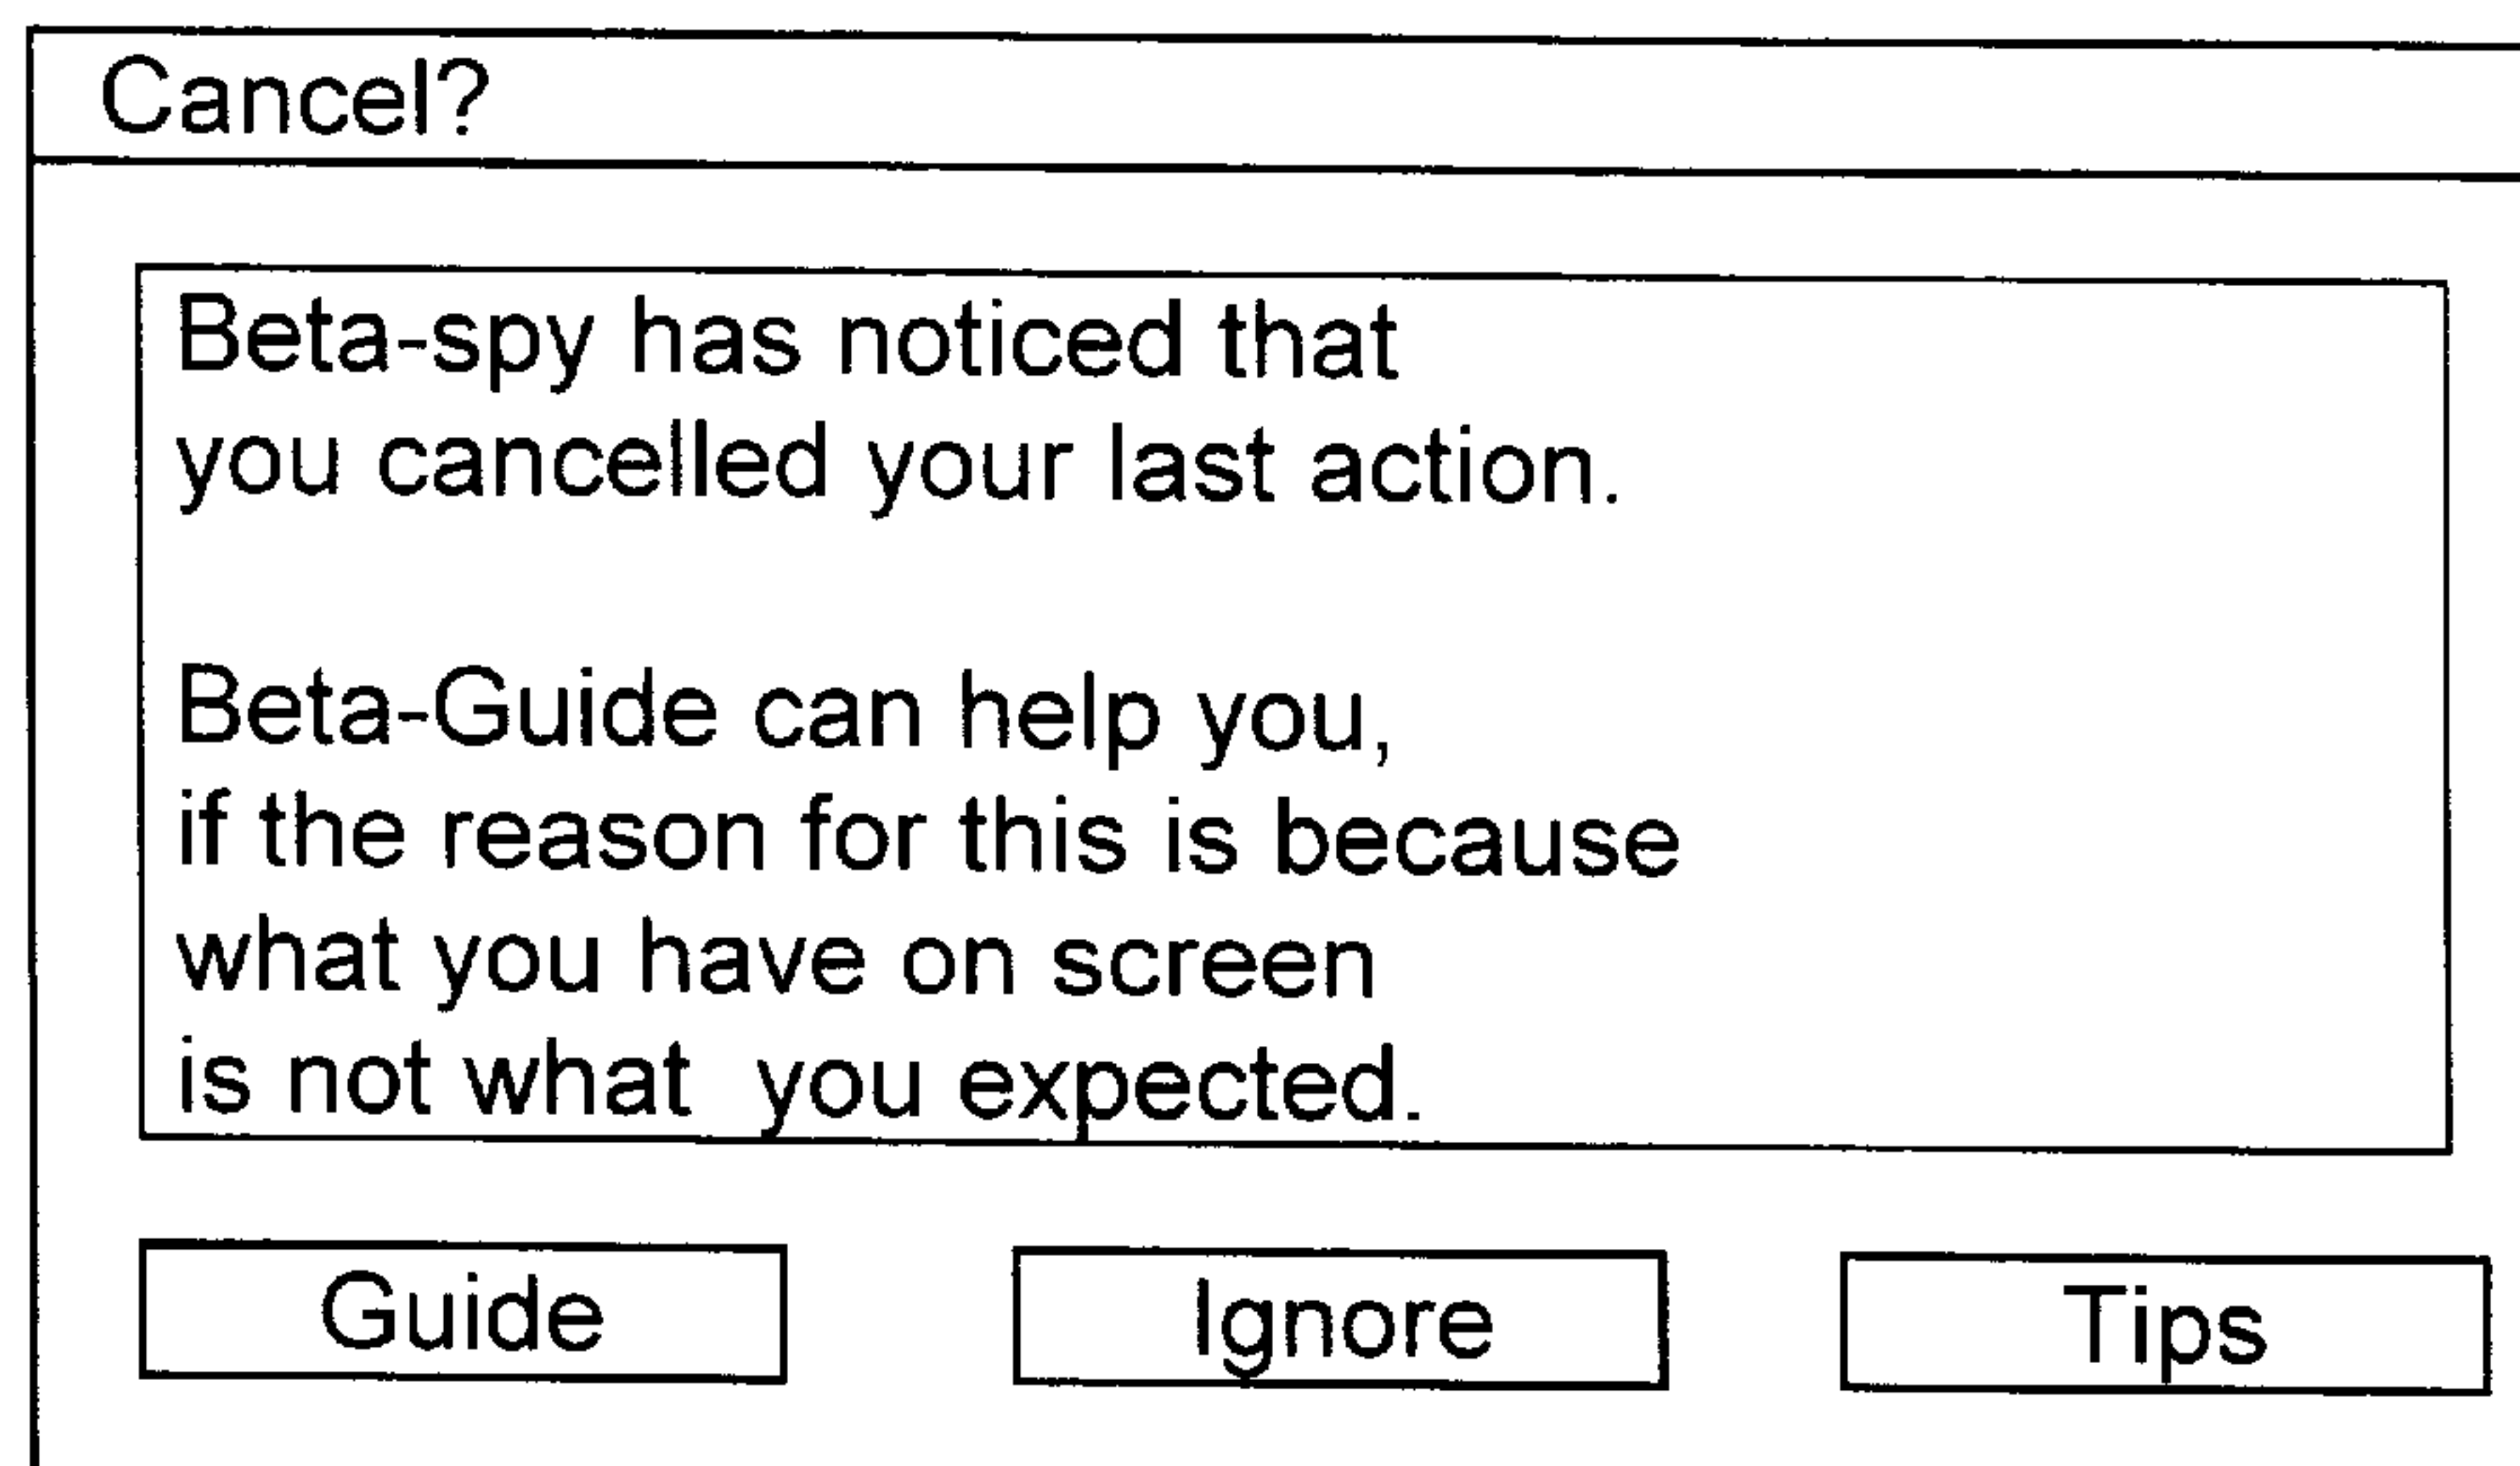 Cancel?
Beta-spy has noticed that
you cancelled your last action.
Beta-Guide can help you,
if the reason for this is because
what you have on screen
is not what you expected.
Guide
Ignore
Tips